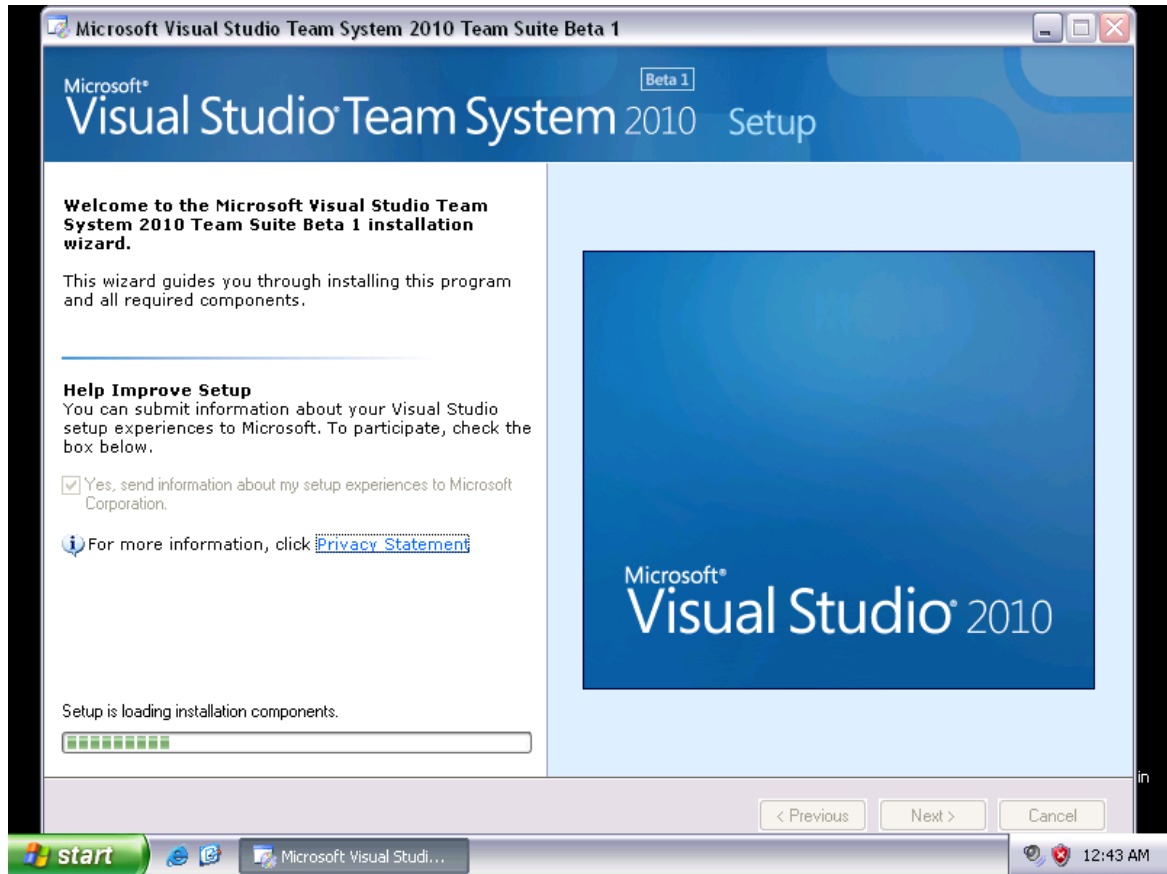 Microsoft Visual Studio Team System 2010 Team Suite Beta 1
Beta 1
Microsoft®
Visual Studio® Team System 2010 Setup
Welcome to the Microsoft Visual Studio Team
System 2010 Team Suite Beta 1 installation
wizard.
This wizard guides you through installing this program
and all required components.
Help Improve Setup
You can submit information about your Visual Studio
setup experiences to Microsoft. To participate, check the
box below.
Yes, send information about my setup experiences to Microsoft
Corporation.
For more information, click Privacy Statement
Microsoft®
Visual Studio® 2010
Setup is loading installation components.
in
< Previous
Next >
Cancel
start
Microsoft Visual Studi...
12:43 AM